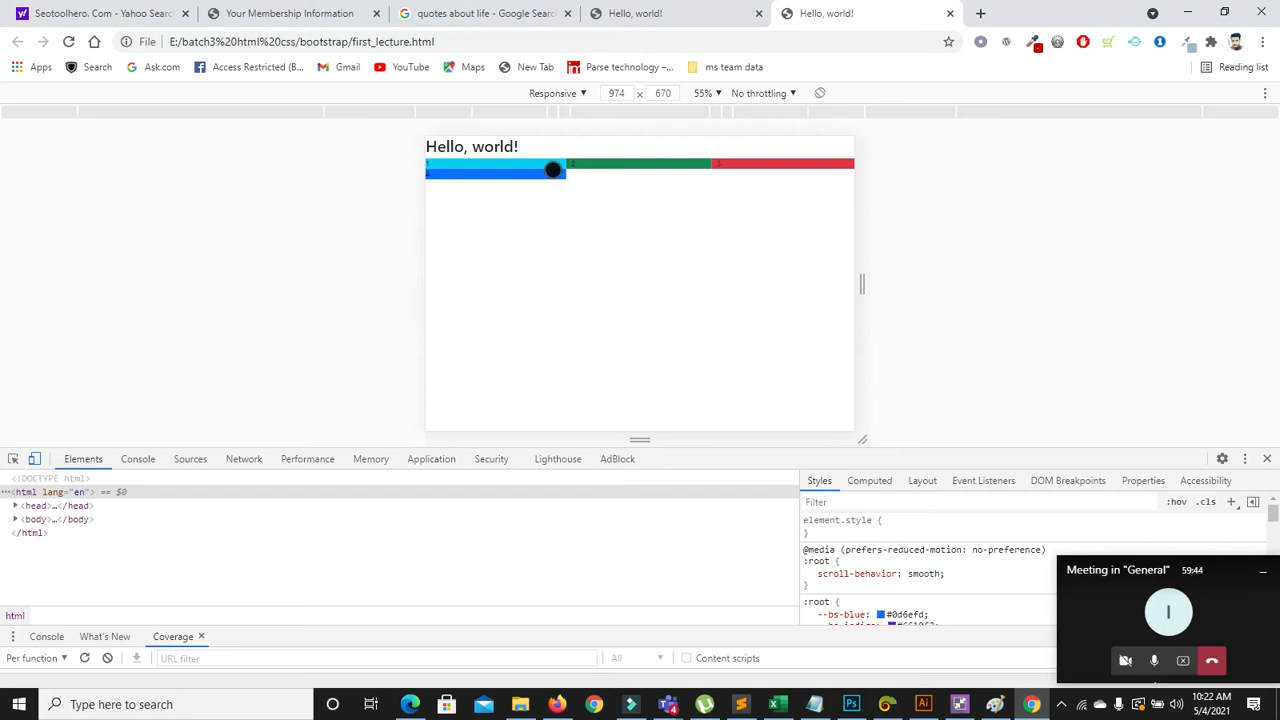 Seotoolhero.Com - Yahoo Searc
Your Membership Information
quotes about life - Google Searc
Hello, world!
Hello, world!
File
E:/batch3%20html%20css/bootstrap/first_lecture.html
Apps
Search
Ask.com
Access Restricted (B...
Gmail
YouTube
Maps
New Tab
Parse technology –...
ms team data
Reading list
Responsive
974
x
670
55%
No throttling
Hello, world!
1
2
3
4
Elements
Console
Sources
Network
Performance
Memory
Application
Security
Lighthouse
AdBlock
<!DOCTYPE html>
<html lang="en"> == $0
<head>…</head>
<body>…</body>
</html>
html
Styles
Computed
Layout
Event Listeners
DOM Breakpoints
Properties
Accessibility
Filter
:hov
.cls
element.style {
}
@media (prefers-reduced-motion: no-preference)
:root {
scroll-behavior: smooth;
}
:root {
--bs-blue: #0d6efd;
Meeting in "General"
59:44
I
Console
What's New
Coverage
Per function
URL filter
All
Content scripts
Type here to search
10:22 AM
5/4/2021